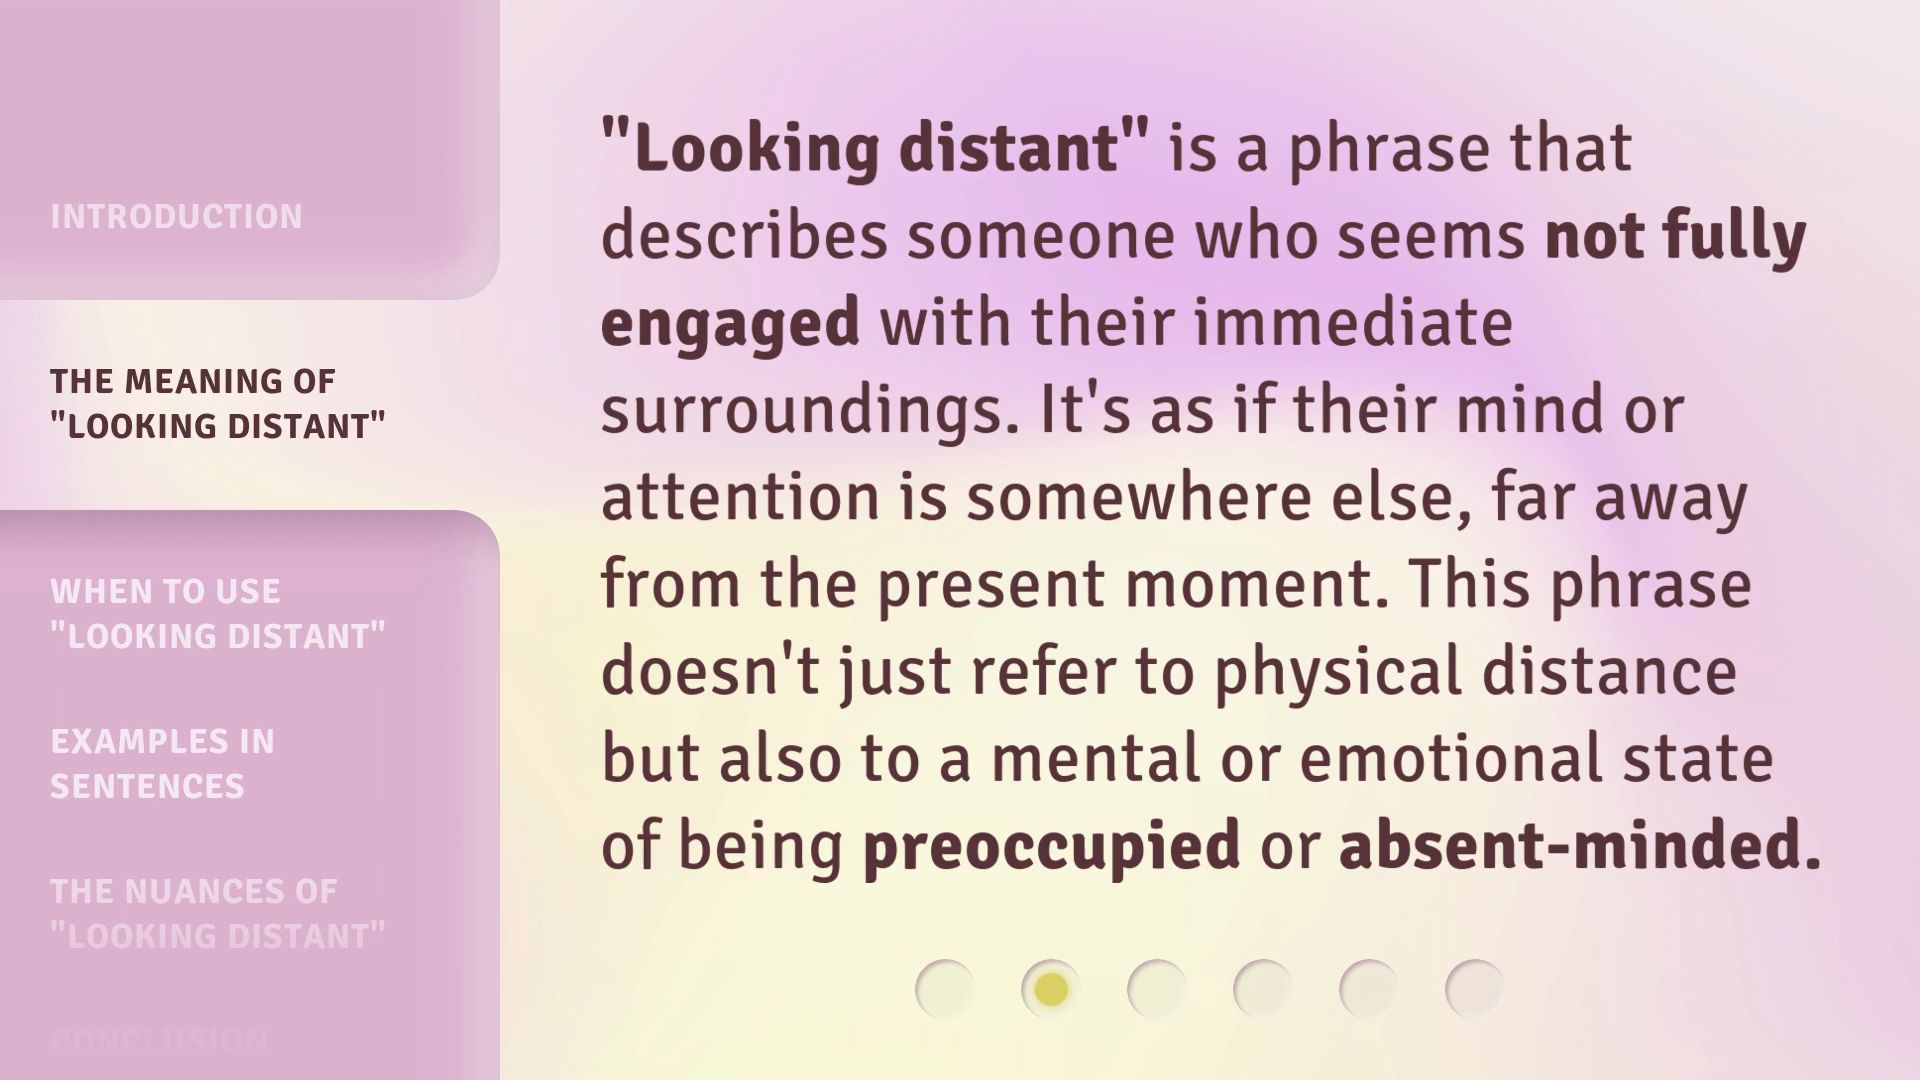 INTRODUCTION
THE MEANING OF
"LOOKING DISTANT"
WHEN TO USE
"LOOKING DISTANT"
EXAMPLES IN
SENTENCES
THE NUANCES OF
"LOOKING DISTANT"
CONCLUSION
"Looking distant" is a phrase that
describes someone who seems not fully
engaged with their immediate
surroundings. It's as if their mind or
attention is somewhere else, far away
from the present moment. This phrase
doesn't just refer to physical distance
but also to a mental or emotional state
of being preoccupied or absent-minded.